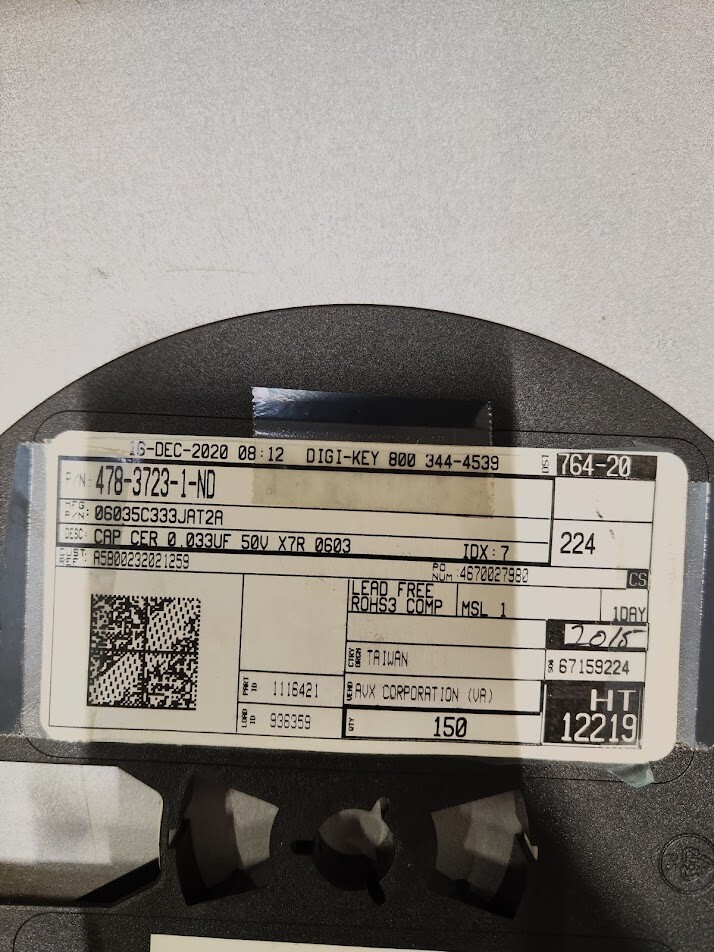 16-DEC-2020 08:12 DIGI-KEY 800 344-4539 DST 764-20
P/N: 478-3723-1-ND
MFG P/N: 06035C333JAT2A
DESC: CAP CER 0.033UF 50V X7R 0603 IDX: 7 224
CUST REF: A5B00232021259 PO NUM: 4670027980 CS
LEAD FREE
ROHS3 COMP MSL 1 1DAY
2015
CTRY ORGN TAIWAN SO# 67159224
PART ID 1116421 VEND AVX CORPORATION (VA) HT
LOAD ID 936359 QTY 150 12219